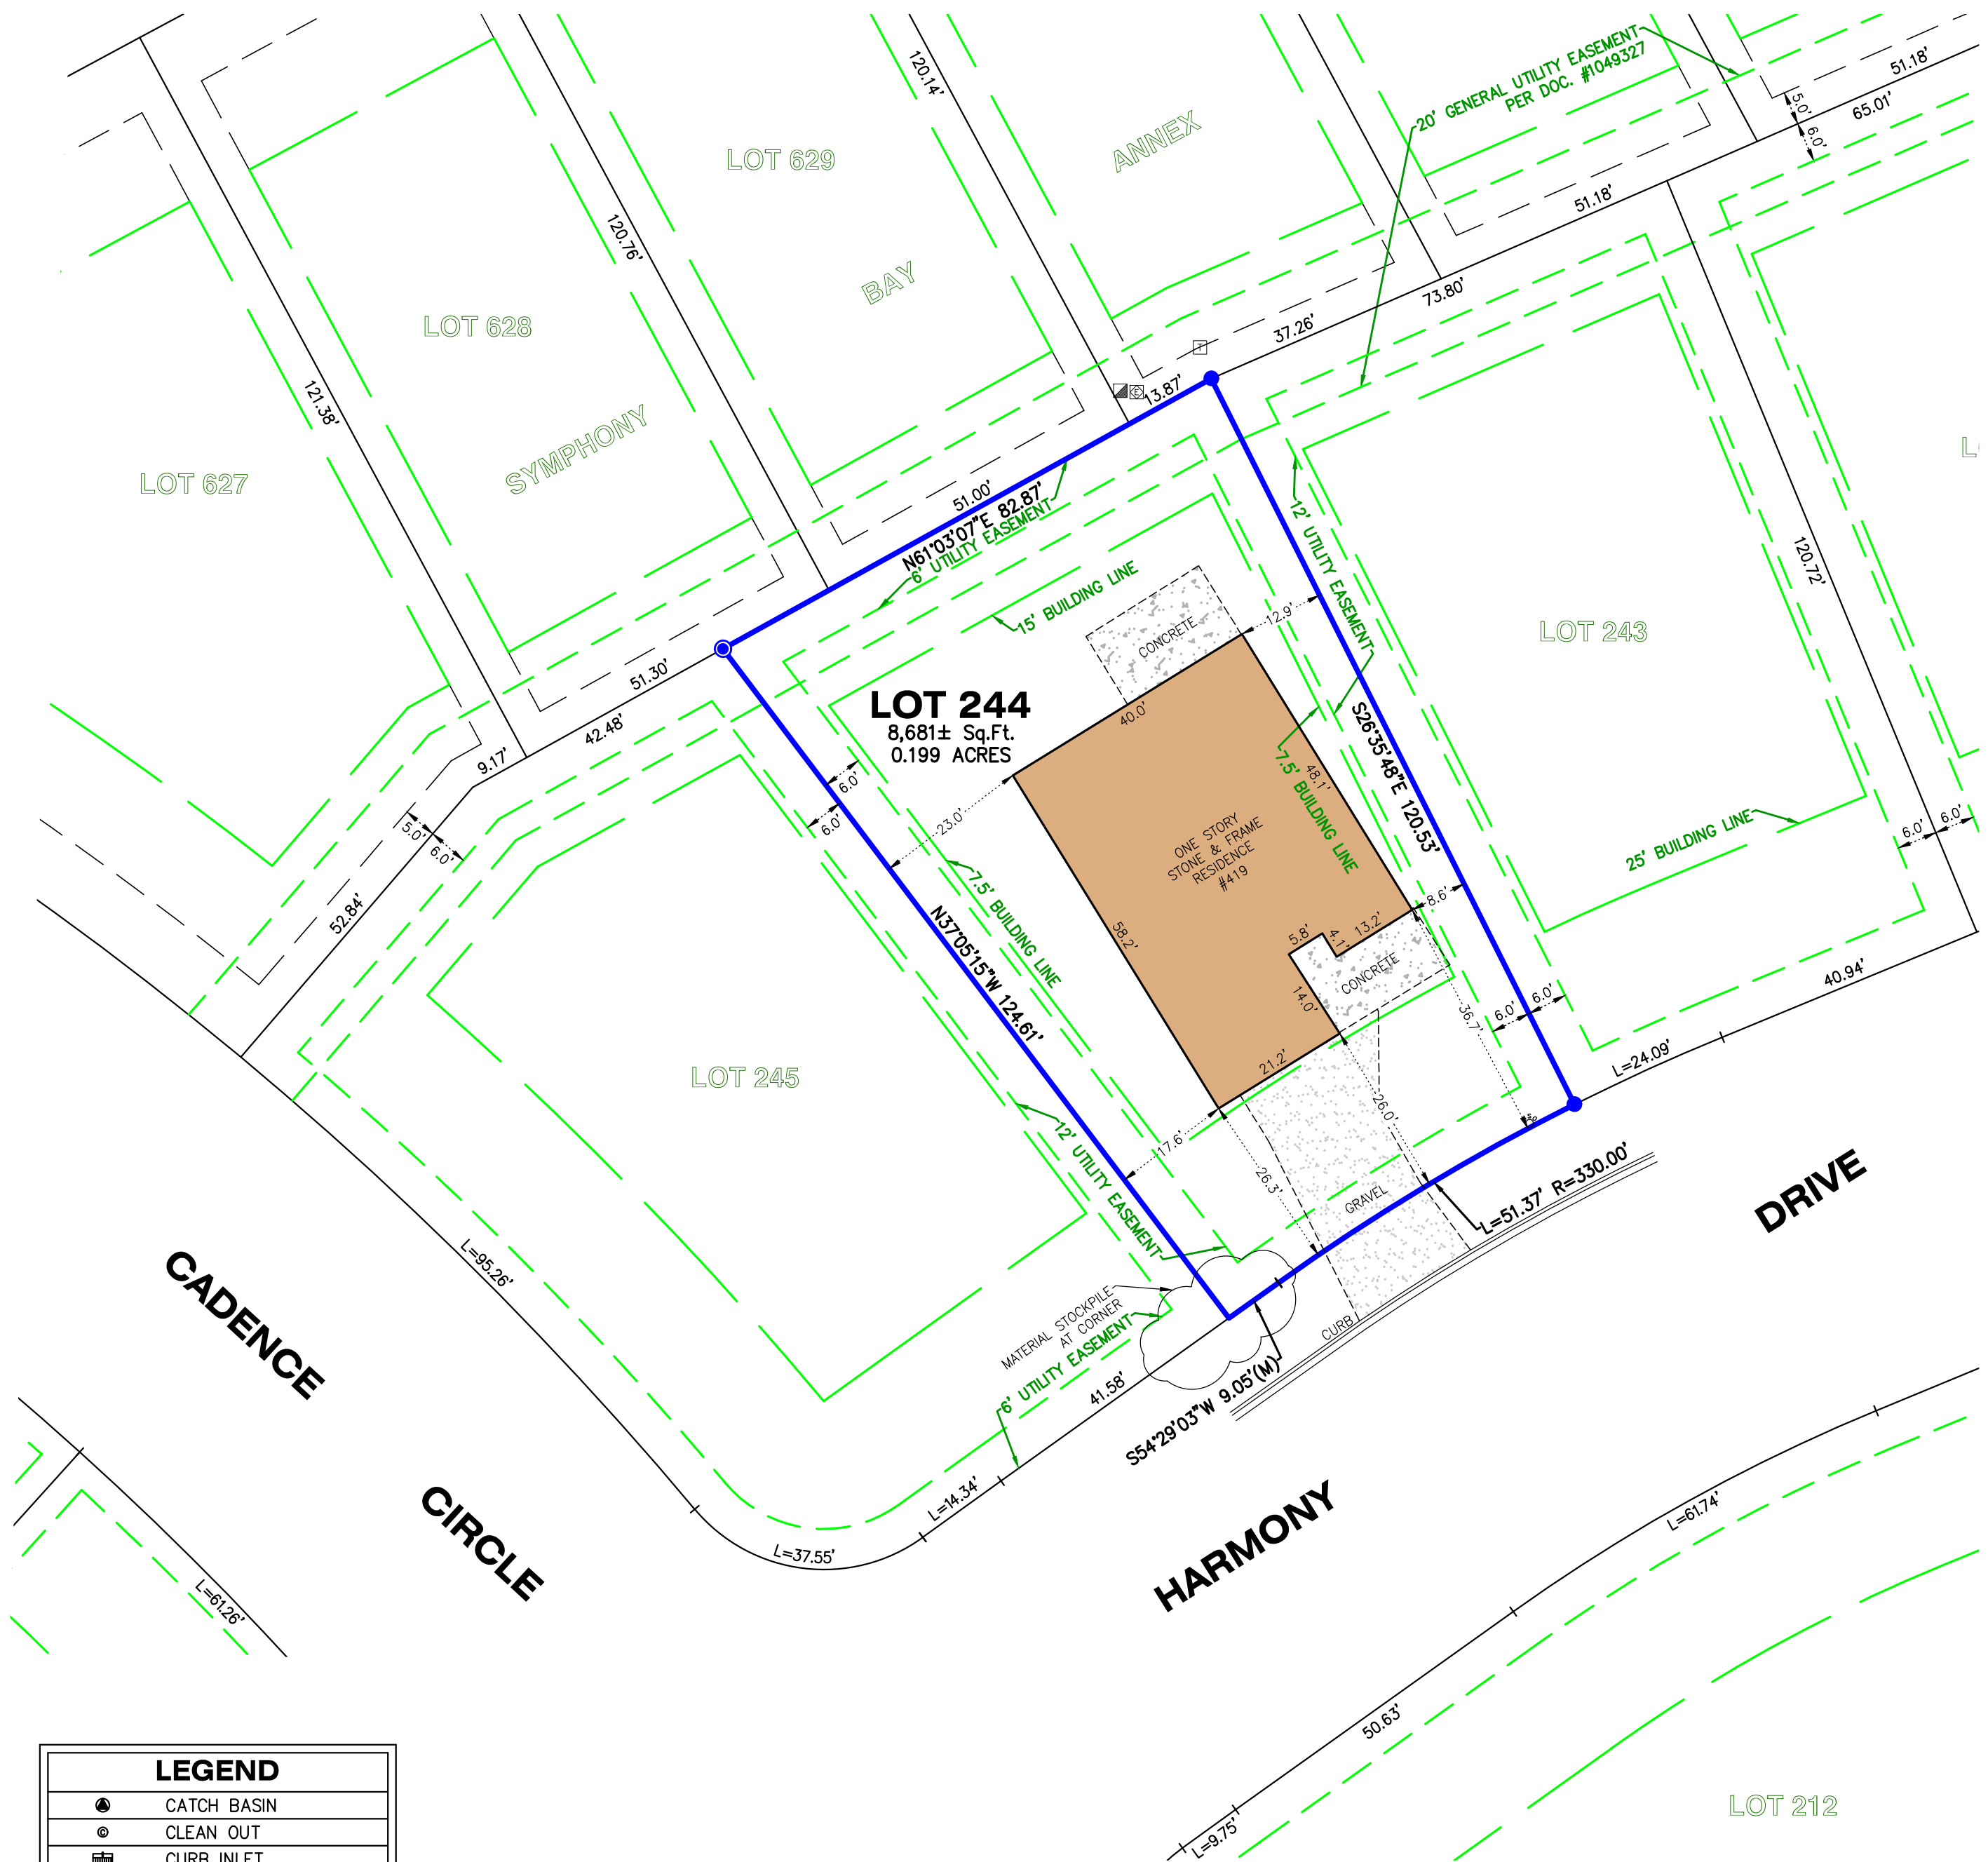 120.14'
20' GENERAL UTILITY EASEMENT
PER DOC. #1049327
51.18'
65.01'
5.0'
6.0'
ANNEX
LOT 629
120.76'
BAY
51.18'
73.80'
37.26'
T
E
13.87'
LOT 628
121.38'
SYMPHONY
LOT 627
51.00'
N61°03'07"E 82.87'
6' UTILITY EASEMENT
12' UTILITY EASEMENT
15' BUILDING LINE
120.72'
LOT 243
CONCRETE
12.9'
51.30'
42.48'
9.17'
LOT 244
8,681± Sq.Ft.
0.199 ACRES
40.0'
48.1'
7.5' BUILDING LINE
S26°35'48"E 120.53'
6.0'
6.0'
23.0'
5.0'
6.0'
52.84'
ONE STORY
STONE & FRAME
RESIDENCE
#419
25' BUILDING LINE
6.0'
6.0'
7.5' BUILDING LINE
N37°05'15"W 124.61'
58.2'
5.8'
4.1'
13.2'
8.6'
CONCRETE
14.0'
36.7'
6.0'
6.0'
40.94'
L=24.09'
LOT 245
21.2'
26.0'
17.6'
26.3'
12' UTILITY EASEMENT
GRAVEL
L=51.37' R=330.00'
DRIVE
CADENCE
L=95.26'
MATERIAL STOCKPILE
AT CORNER
6' UTILITY EASEMENT
CURB
41.58'
S54°29'03"W 9.05'(M)
CIRCLE
L=14.34'
L=37.55'
HARMONY
L=61.74'
L=61.26'
50.63'
LOT 212
L=9.75'
LEGEND
CATCH BASIN
CLEAN OUT
CURB INLET